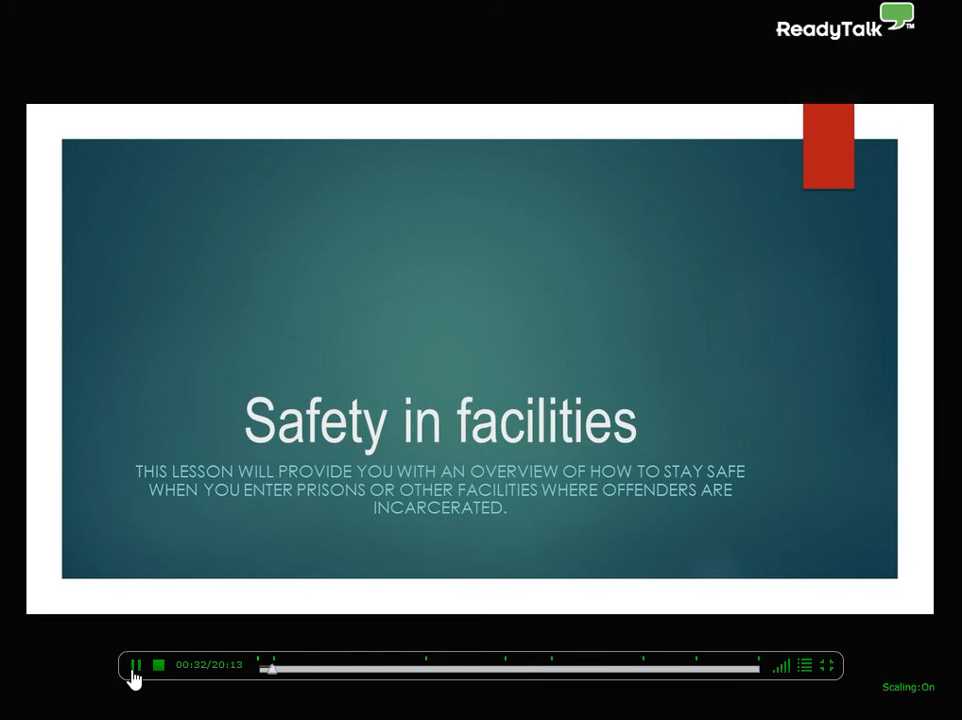 ReadyTalk™
Safety in facilities
THIS LESSON WILL PROVIDE YOU WITH AN OVERVIEW OF HOW TO STAY SAFE
WHEN YOU ENTER PRISONS OR OTHER FACILITIES WHERE OFFENDERS ARE
INCARCERATED.
00:32/20:13
Scaling:On